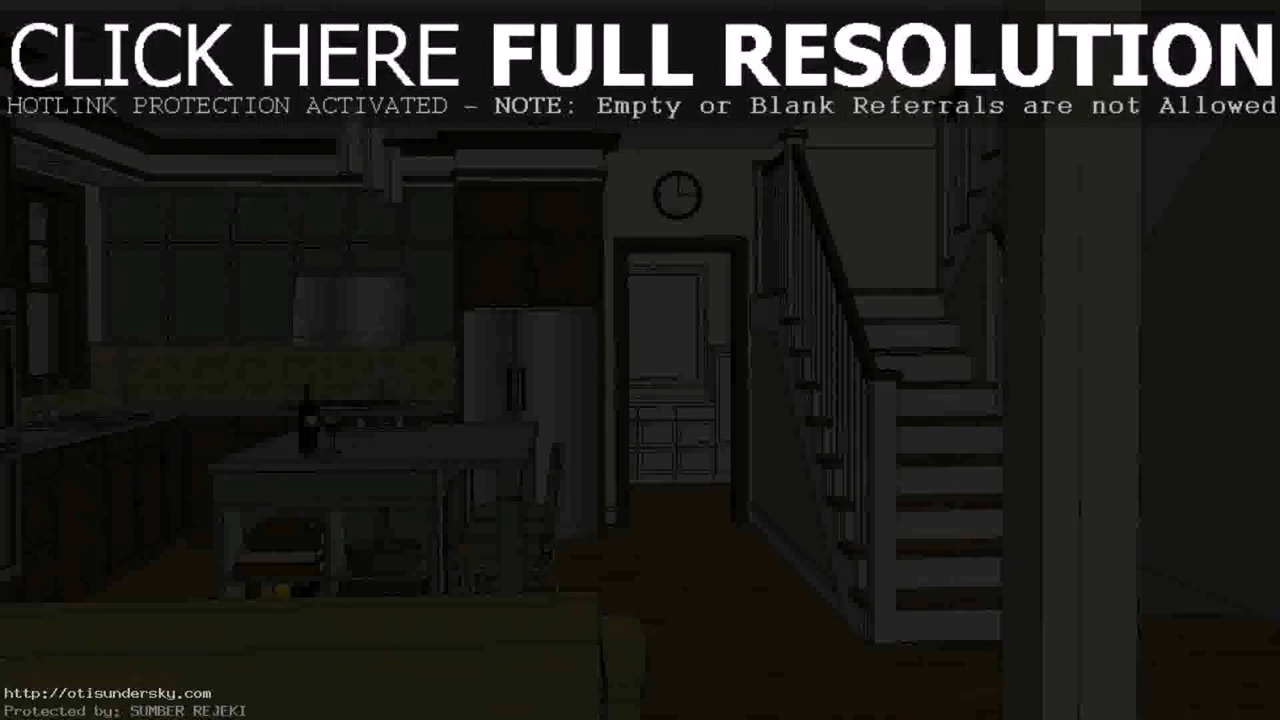 CLICK HERE FULL RESOLUTION
HOTLINK PROTECTION ACTIVATED - NOTE: Empty or Blank Referrals are not Allowed
http://otisundersky.com
Protected by: SUMBER REJEKI